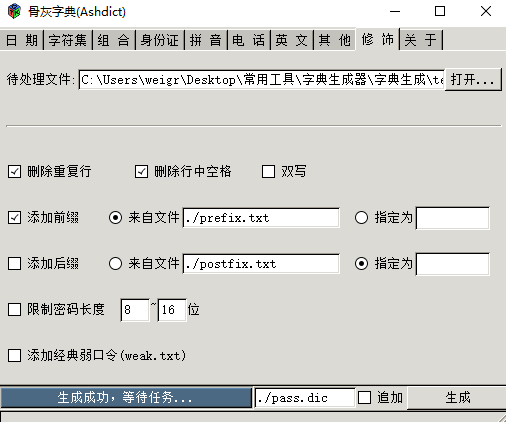 骨灰字典(Ashdict)
日 期 字符集 组 合 身份证 拼 音 电 话 英 文 其 他 修 饰 关 于
待处理文件: C:\Users\weigr\Desktop\常用工具\字典生成器\字典生成\te 打开...
删除重复行 删除行中空格 双写
添加前缀 来自文件 ./prefix.txt 指定为
添加后缀 来自文件 ./postfix.txt 指定为
限制密码长度 8 ~ 16 位
添加经典弱口令(weak.txt)
生成成功，等待任务... ./pass.dic 追加 生成